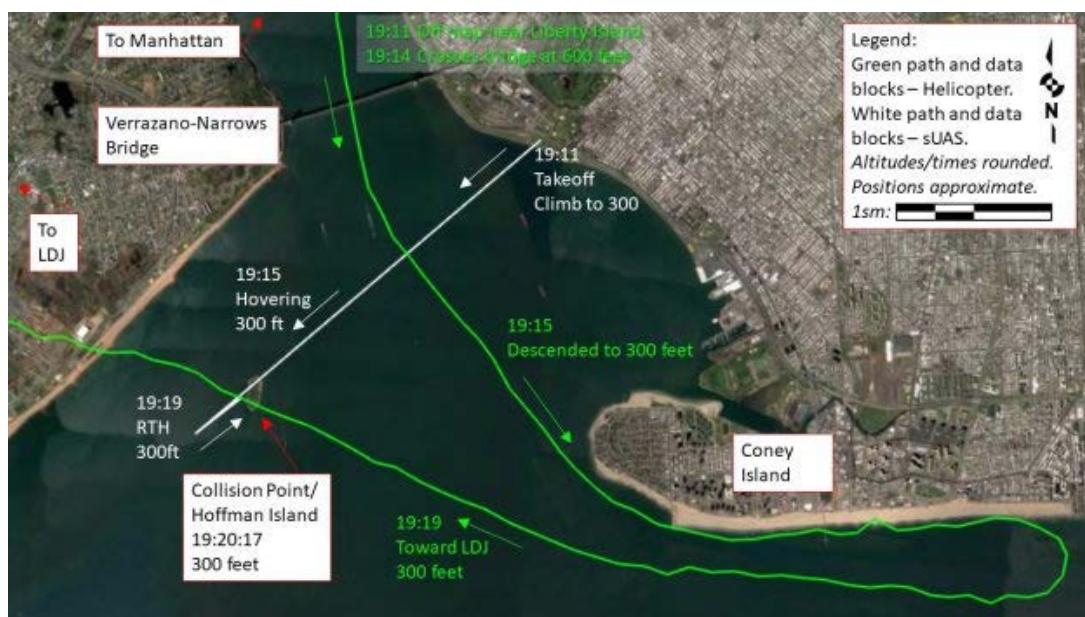 To Manhattan
19:11 Off map near Liberty Island
19:14 Crosses bridge at 600 feet
Legend:
Green path and data
blocks – Helicopter.
White path and data
blocks – sUAS.
Altitudes/times rounded.
Positions approximate.
1sm:
N
Verrazano-Narrows
Bridge
19:11
Takeoff
Climb to 300
To
LDJ
19:15
Hovering
300 ft
19:15
Descended to 300 feet
19:19
RTH
300ft
Coney
Island
Collision Point/
Hoffman Island
19:20:17
300 feet
19:19
Toward LDJ
300 feet